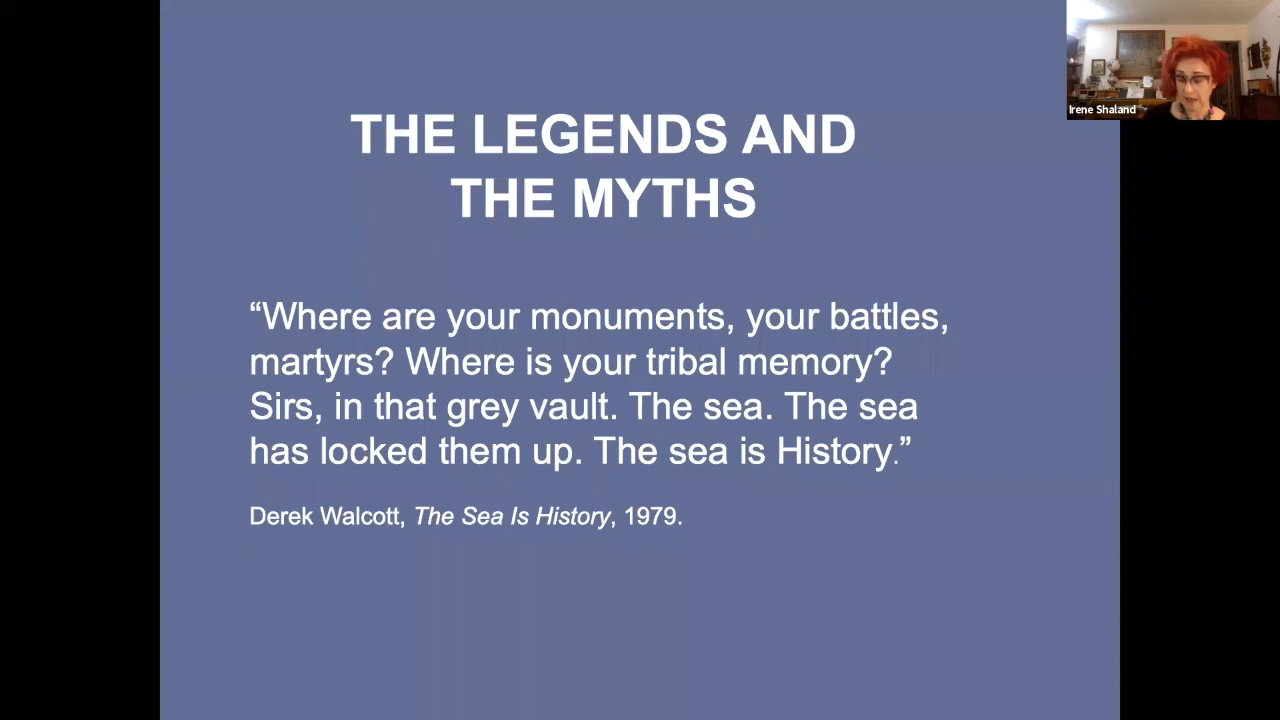 THE LEGENDS AND
THE MYTHS
“Where are your monuments, your battles,
martyrs? Where is your tribal memory?
Sirs, in that grey vault. The sea. The sea
has locked them up. The sea is History.”
Derek Walcott, The Sea Is History, 1979.
Irene Shaland